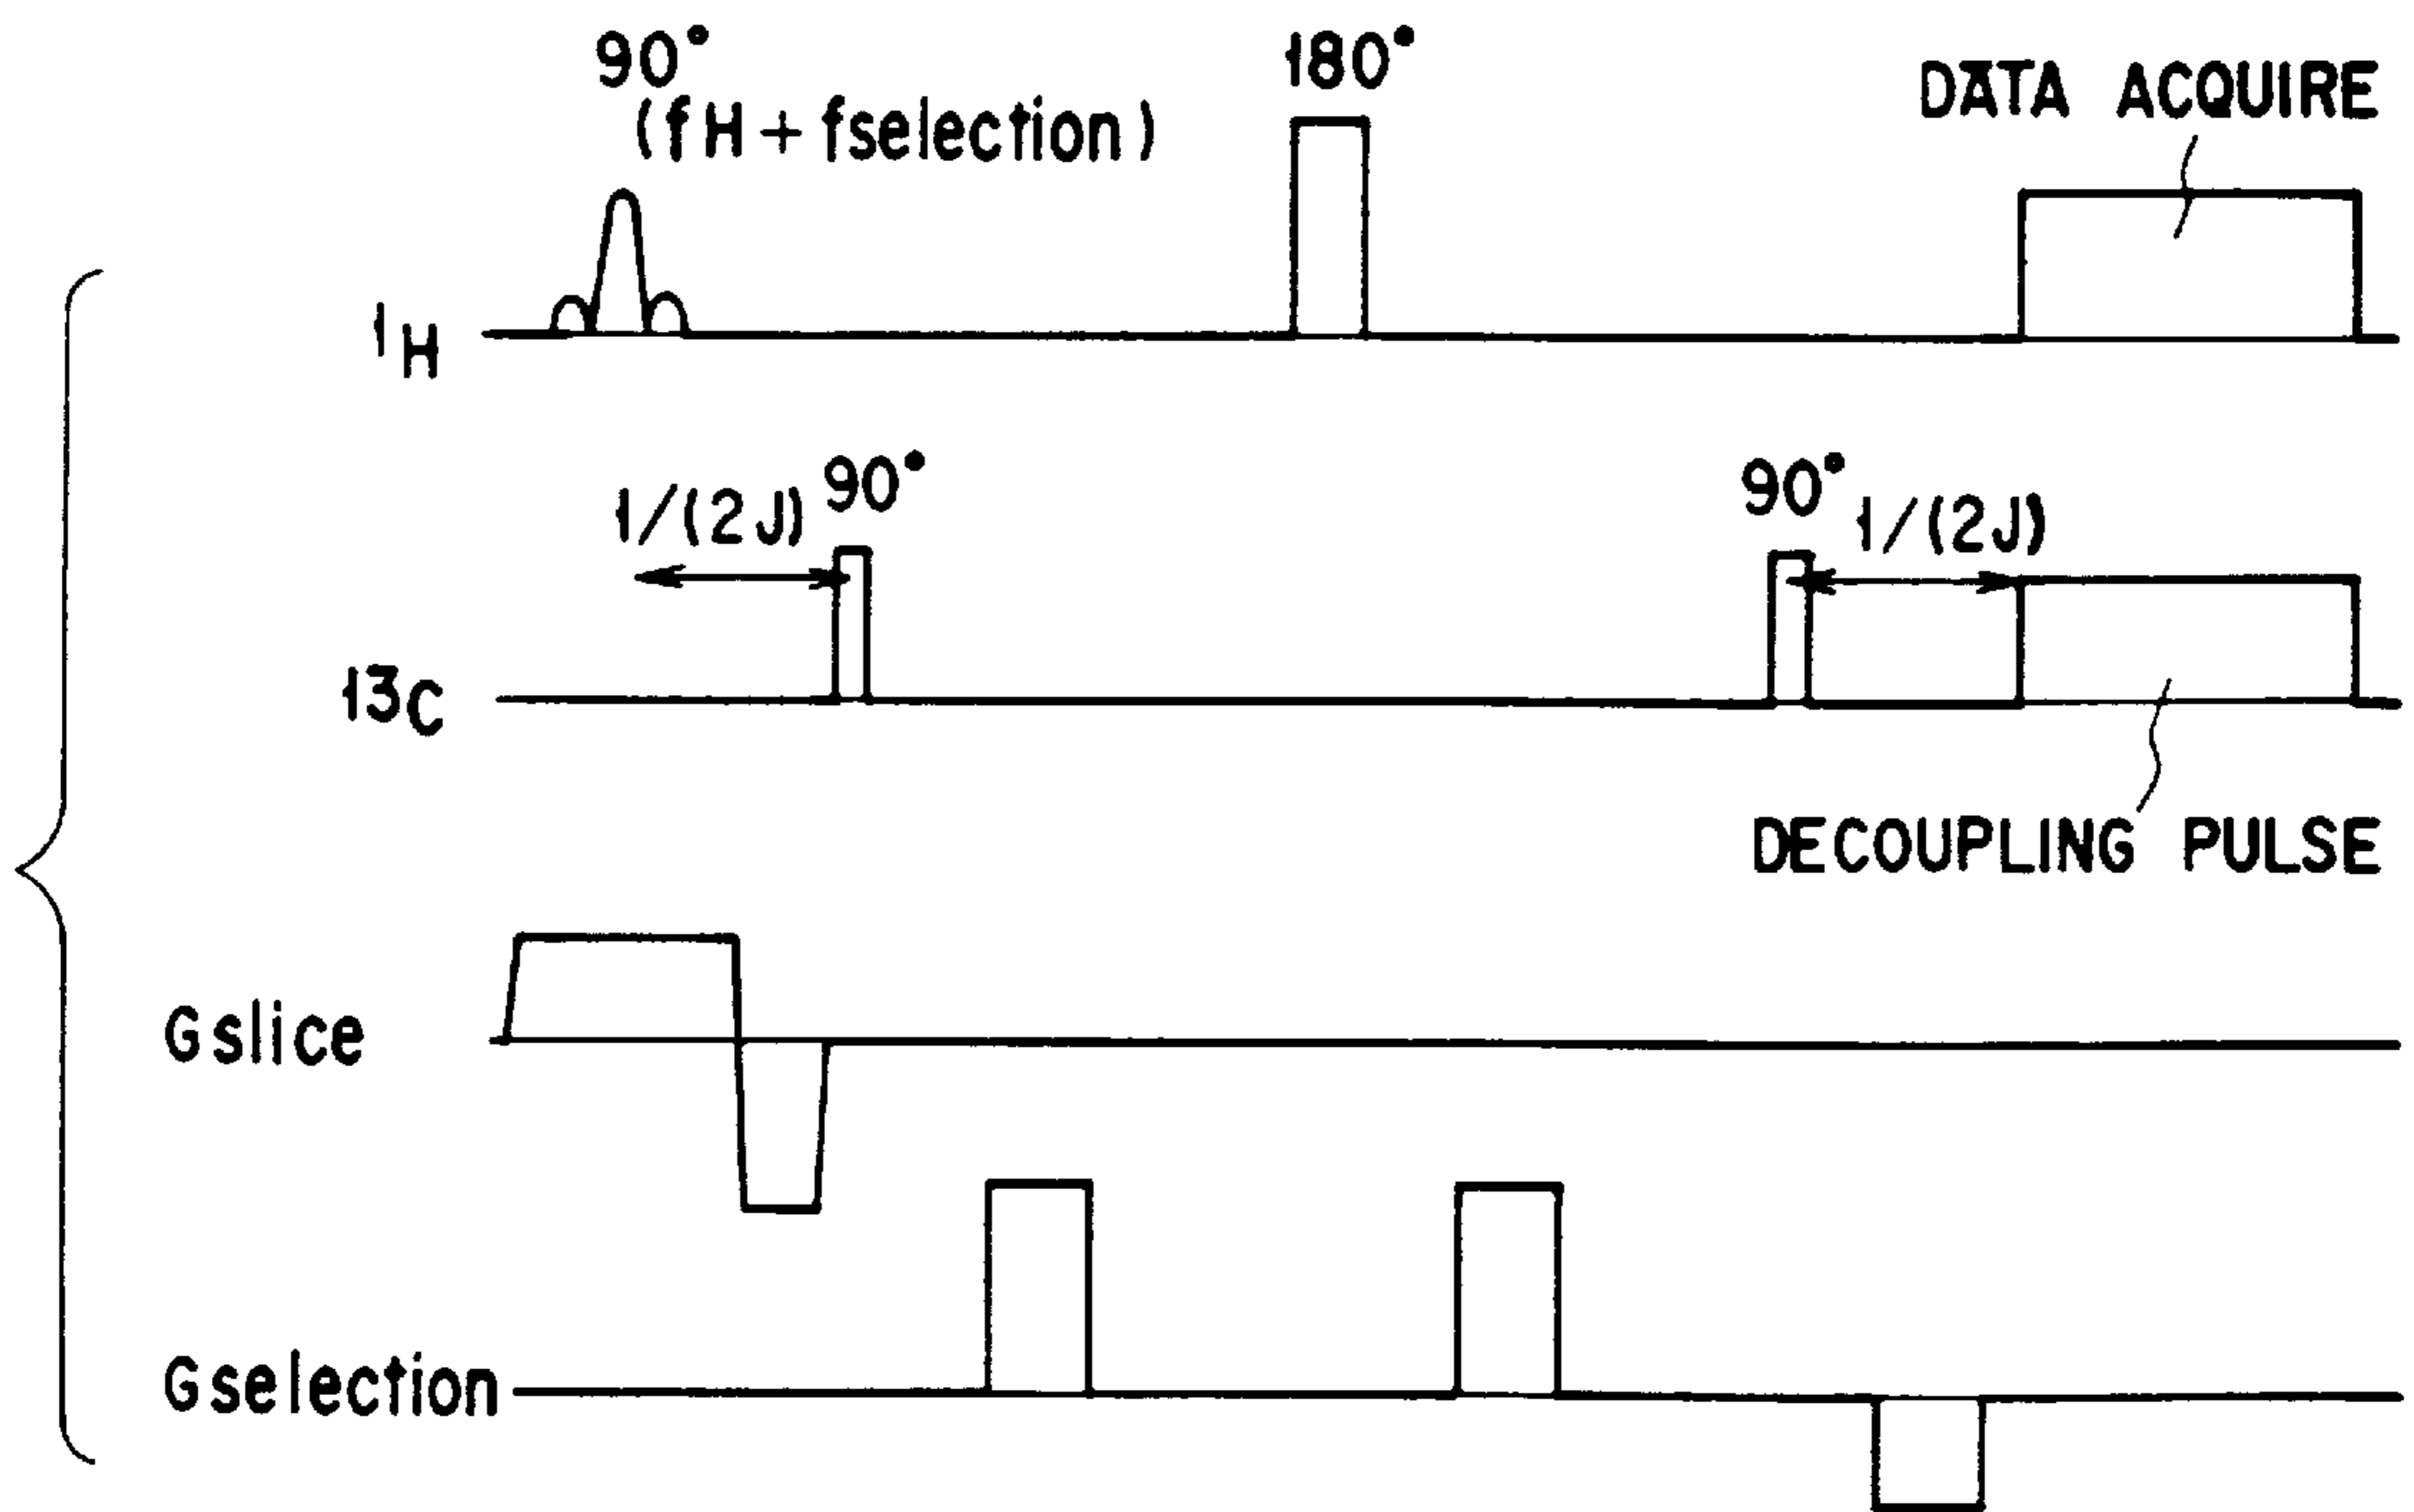 90° 180°
(fH + fselection) DATA ACQUIRE
1H
1/(2J) 90° 90° 1/(2J)
13C
DECOUPLING PULSE
Gslice
Gselection